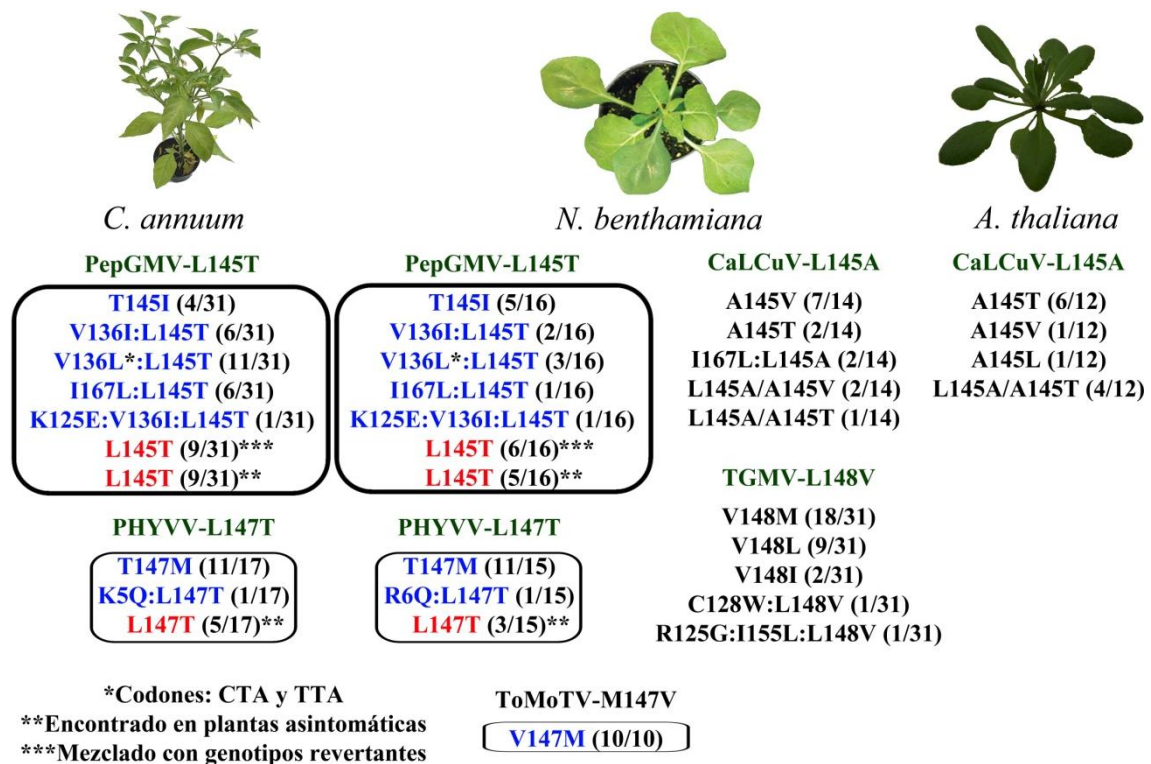 C. annuum
N. benthamiana
A. thaliana
PepGMV-L145T
T145I (4/31)
V136I:L145T (6/31)
V136L*:L145T (11/31)
I167L:L145T (6/31)
K125E:V136I:L145T (1/31)
L145T (9/31)***
L145T (9/31)**
PHYVV-L147T
T147M (11/17)
K5Q:L147T (1/17)
L147T (5/17)**
PepGMV-L145T
T145I (5/16)
V136I:L145T (2/16)
V136L*:L145T (3/16)
I167L:L145T (1/16)
K125E:V136I:L145T (1/16)
L145T (6/16)***
L145T (5/16)**
PHYVV-L147T
T147M (11/15)
R6Q:L147T (1/15)
L147T (3/15)**
CaLCuV-L145A
A145V (7/14)
A145T (2/14)
I167L:L145A (2/14)
L145A/A145V (2/14)
L145A/A145T (1/14)
TGMV-L148V
V148M (18/31)
V148L (9/31)
V148I (2/31)
C128W:L148V (1/31)
R125G:I155L:L148V (1/31)
CaLCuV-L145A
A145T (6/12)
A145V (1/12)
A145L (1/12)
L145A/A145T (4/12)
*Codones: CTA y TTA
**Encontrado en plantas asintomáticas
***Mezclado con genotipos revertantes
ToMoTV-M147V
V147M (10/10)